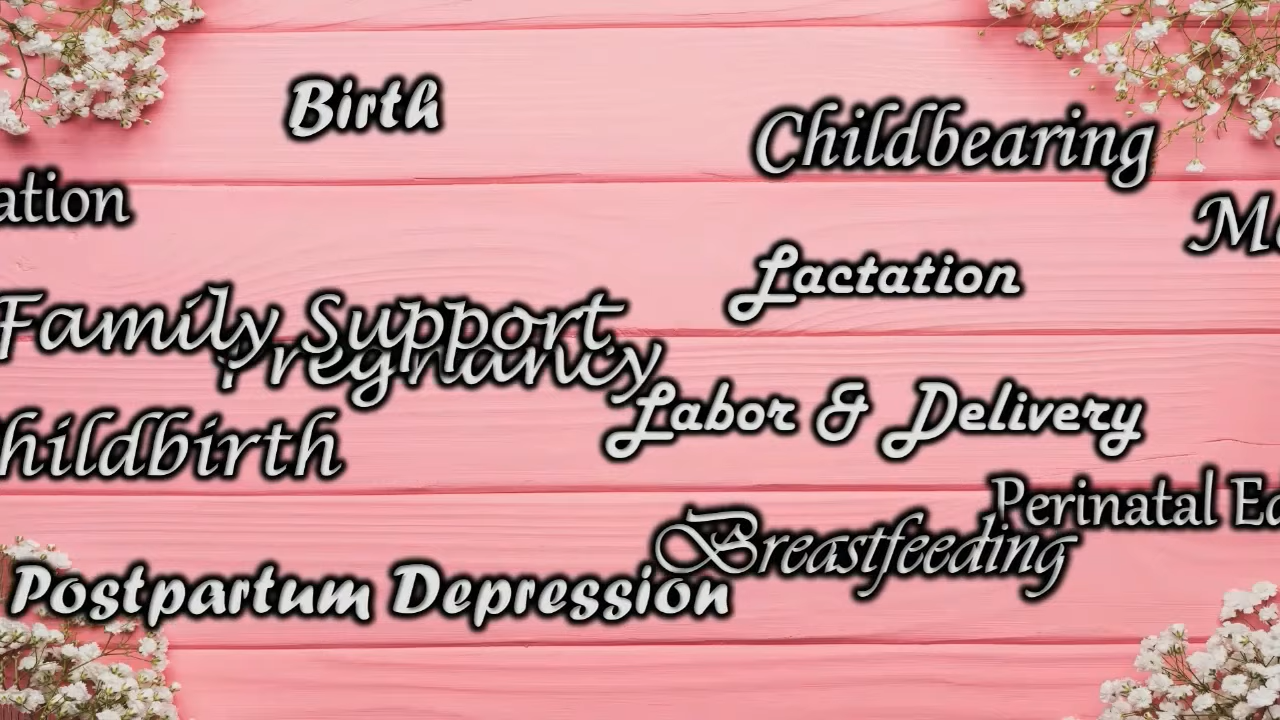 Birth
Childbearing
ation
Lactation
Family Support
Pregnancy
Labor & Delivery
hildbirth
Perinatal Ed
Breastfeeding
Postpartum Depression